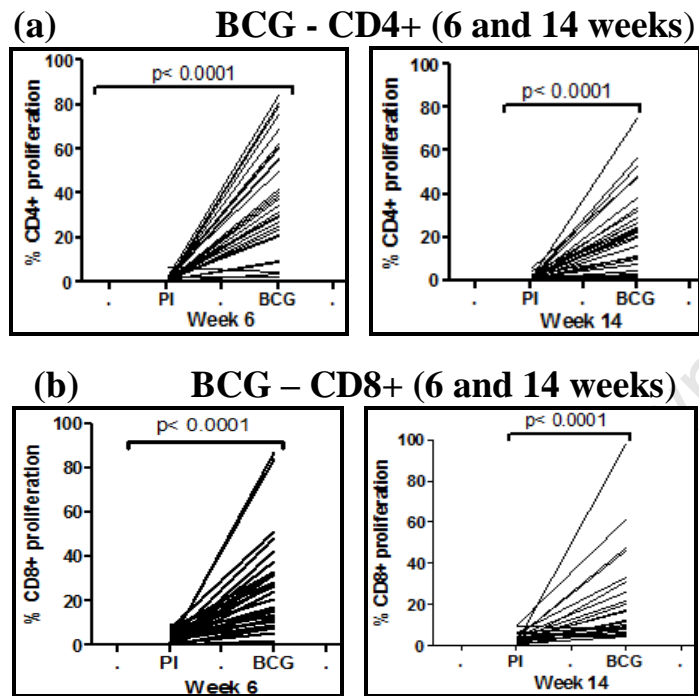 (a) BCG - CD4+ (6 and 14 weeks)
% CD4+ proliferation
100
80
60
40
20
0
p< 0.0001
. PI . BCG .
Week 6
% CD4+ proliferation
100
80
60
40
20
0
p< 0.0001
. PI . BCG .
Week 14
(b) BCG – CD8+ (6 and 14 weeks)
% CD8+ proliferation
100
80
60
40
20
0
p< 0.0001
. PI . BCG .
Week 6
% CD8+ proliferation
100
80
60
40
20
0
p< 0.0001
. PI . BCG .
Week 14